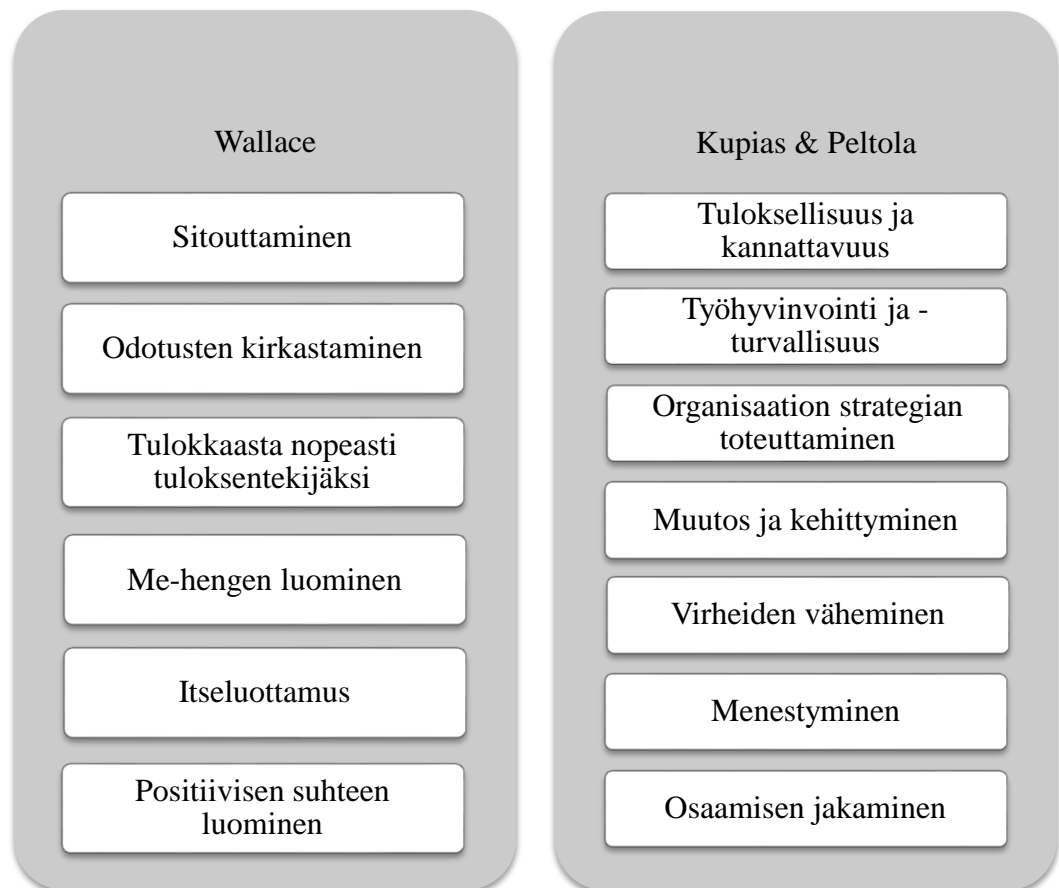 Wallace
Sitouttaminen
Odotusten kirkastaminen
Tulokkaasta nopeasti
tuloksentekijäksi
Me-hengen luominen
Itseluottamus
Positiivisen suhteen
luominen
Kupias & Peltola
Tuloksellisuus ja
kannattavuus
Työhyvinvointi ja -
turvallisuus
Organisaation strategian
toteuttaminen
Muutos ja kehittyminen
Virheiden väheminen
Menestyminen
Osaamisen jakaminen